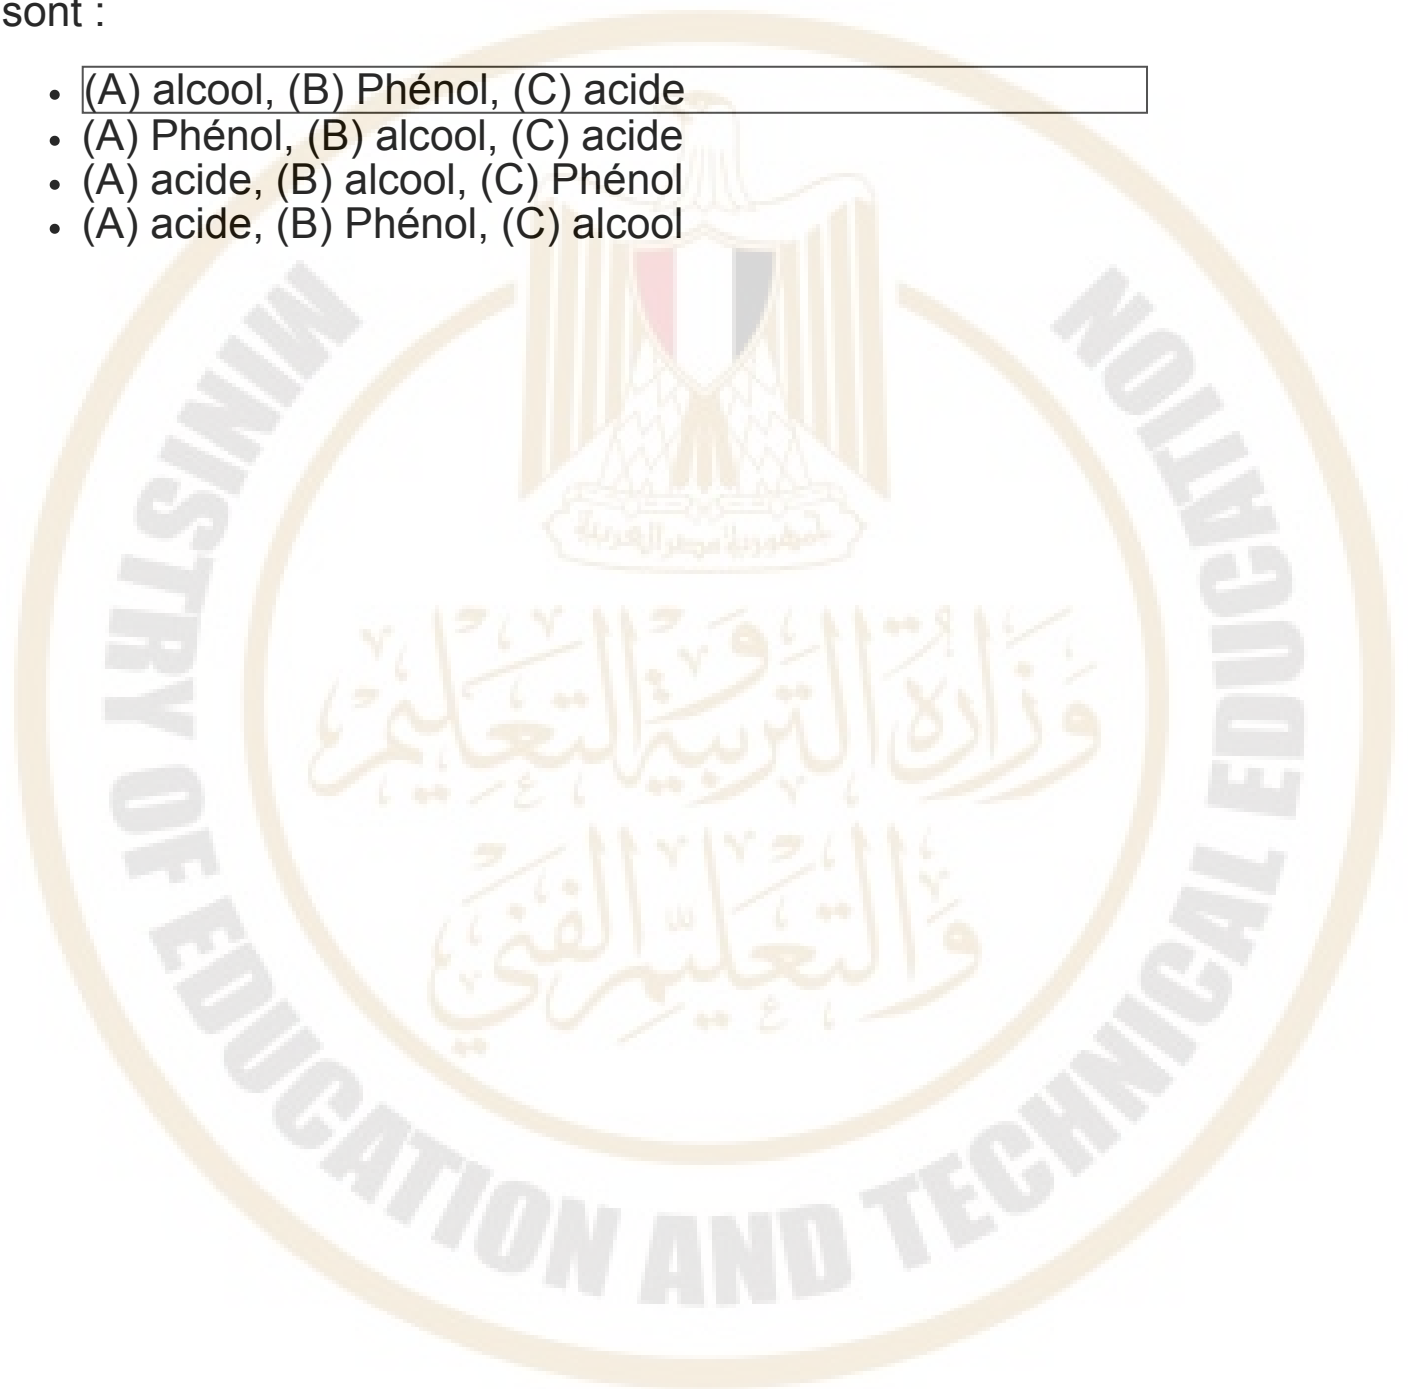 sont :
• (A) alcool, (B) Phénol, (C) acide
• (A) Phénol, (B) alcool, (C) acide
• (A) acide, (B) alcool, (C) Phénol
• (A) acide, (B) Phénol, (C) alcool
جمهورية مصر العربية
وزارة التربية والتعليم
والتعليم الفني
MINISTRY OF EDUCATION AND TECHNICAL EDUCATION